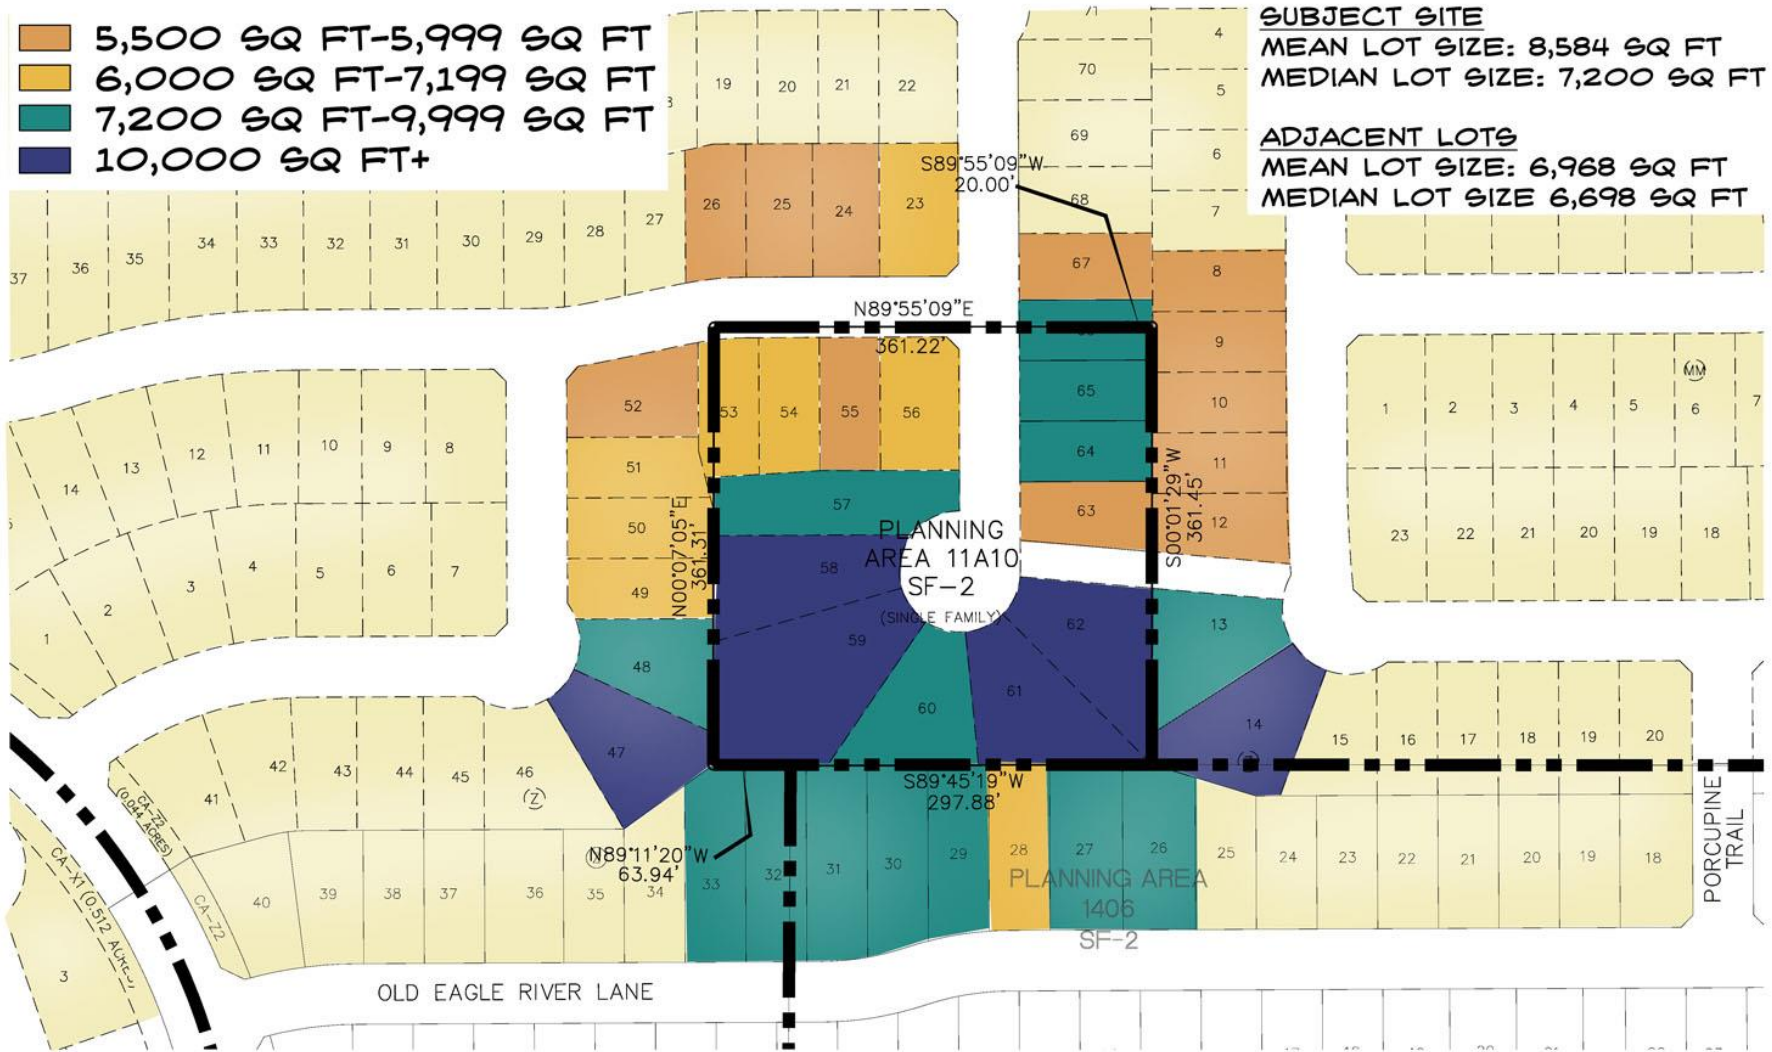 5,500 SQ FT-5,999 SQ FT
6,000 SQ FT-7,199 SQ FT
7,200 SQ FT-9,999 SQ FT
10,000 SQ FT+
SUBJECT SITE
MEAN LOT SIZE: 8,584 SQ FT
MEDIAN LOT SIZE: 7,200 SQ FT
ADJACENT LOTS
MEAN LOT SIZE: 6,968 SQ FT
MEDIAN LOT SIZE 6,698 SQ FT
19 20 21 22
71
70
69
68
4
5
6
7
S89°55'09"W
20.00'
37 36 35 34 33 32 31 30 29 28 27 26 25 24 23
67
8
9
10
11
12
N89°55'09"E
361.22'
52
51
50
49
48
47
53 54 55 56
65
64
63
57
58
59
60
61
62
13
14
N00°07'05"E
361.31'
S00°01'29"W
361.45'
PLANNING
AREA 11A10
SF-2
(SINGLE FAMILY)
14 13 12 11 10 9 8
1 2 3 4 5 6 7
1 2 3 4 5 6 7
MM
23 22 21 20 19 18
41 42 43 44 45 46
Z
15 16 17 18 19 20
S89°45'19"W
297.88'
N89°11'20"W
63.94'
CA-Z2
(0.044 ACRES)
CA-X1 (0.512 ACRES)
CA-Z2
3
40 39 38 37 36 35 34 33 32 31 30 29 28 27 26 25 24 23 22 21 20 19 18
PLANNING AREA
1406
SF-2
PORCUPINE
TRAIL
OLD EAGLE RIVER LANE